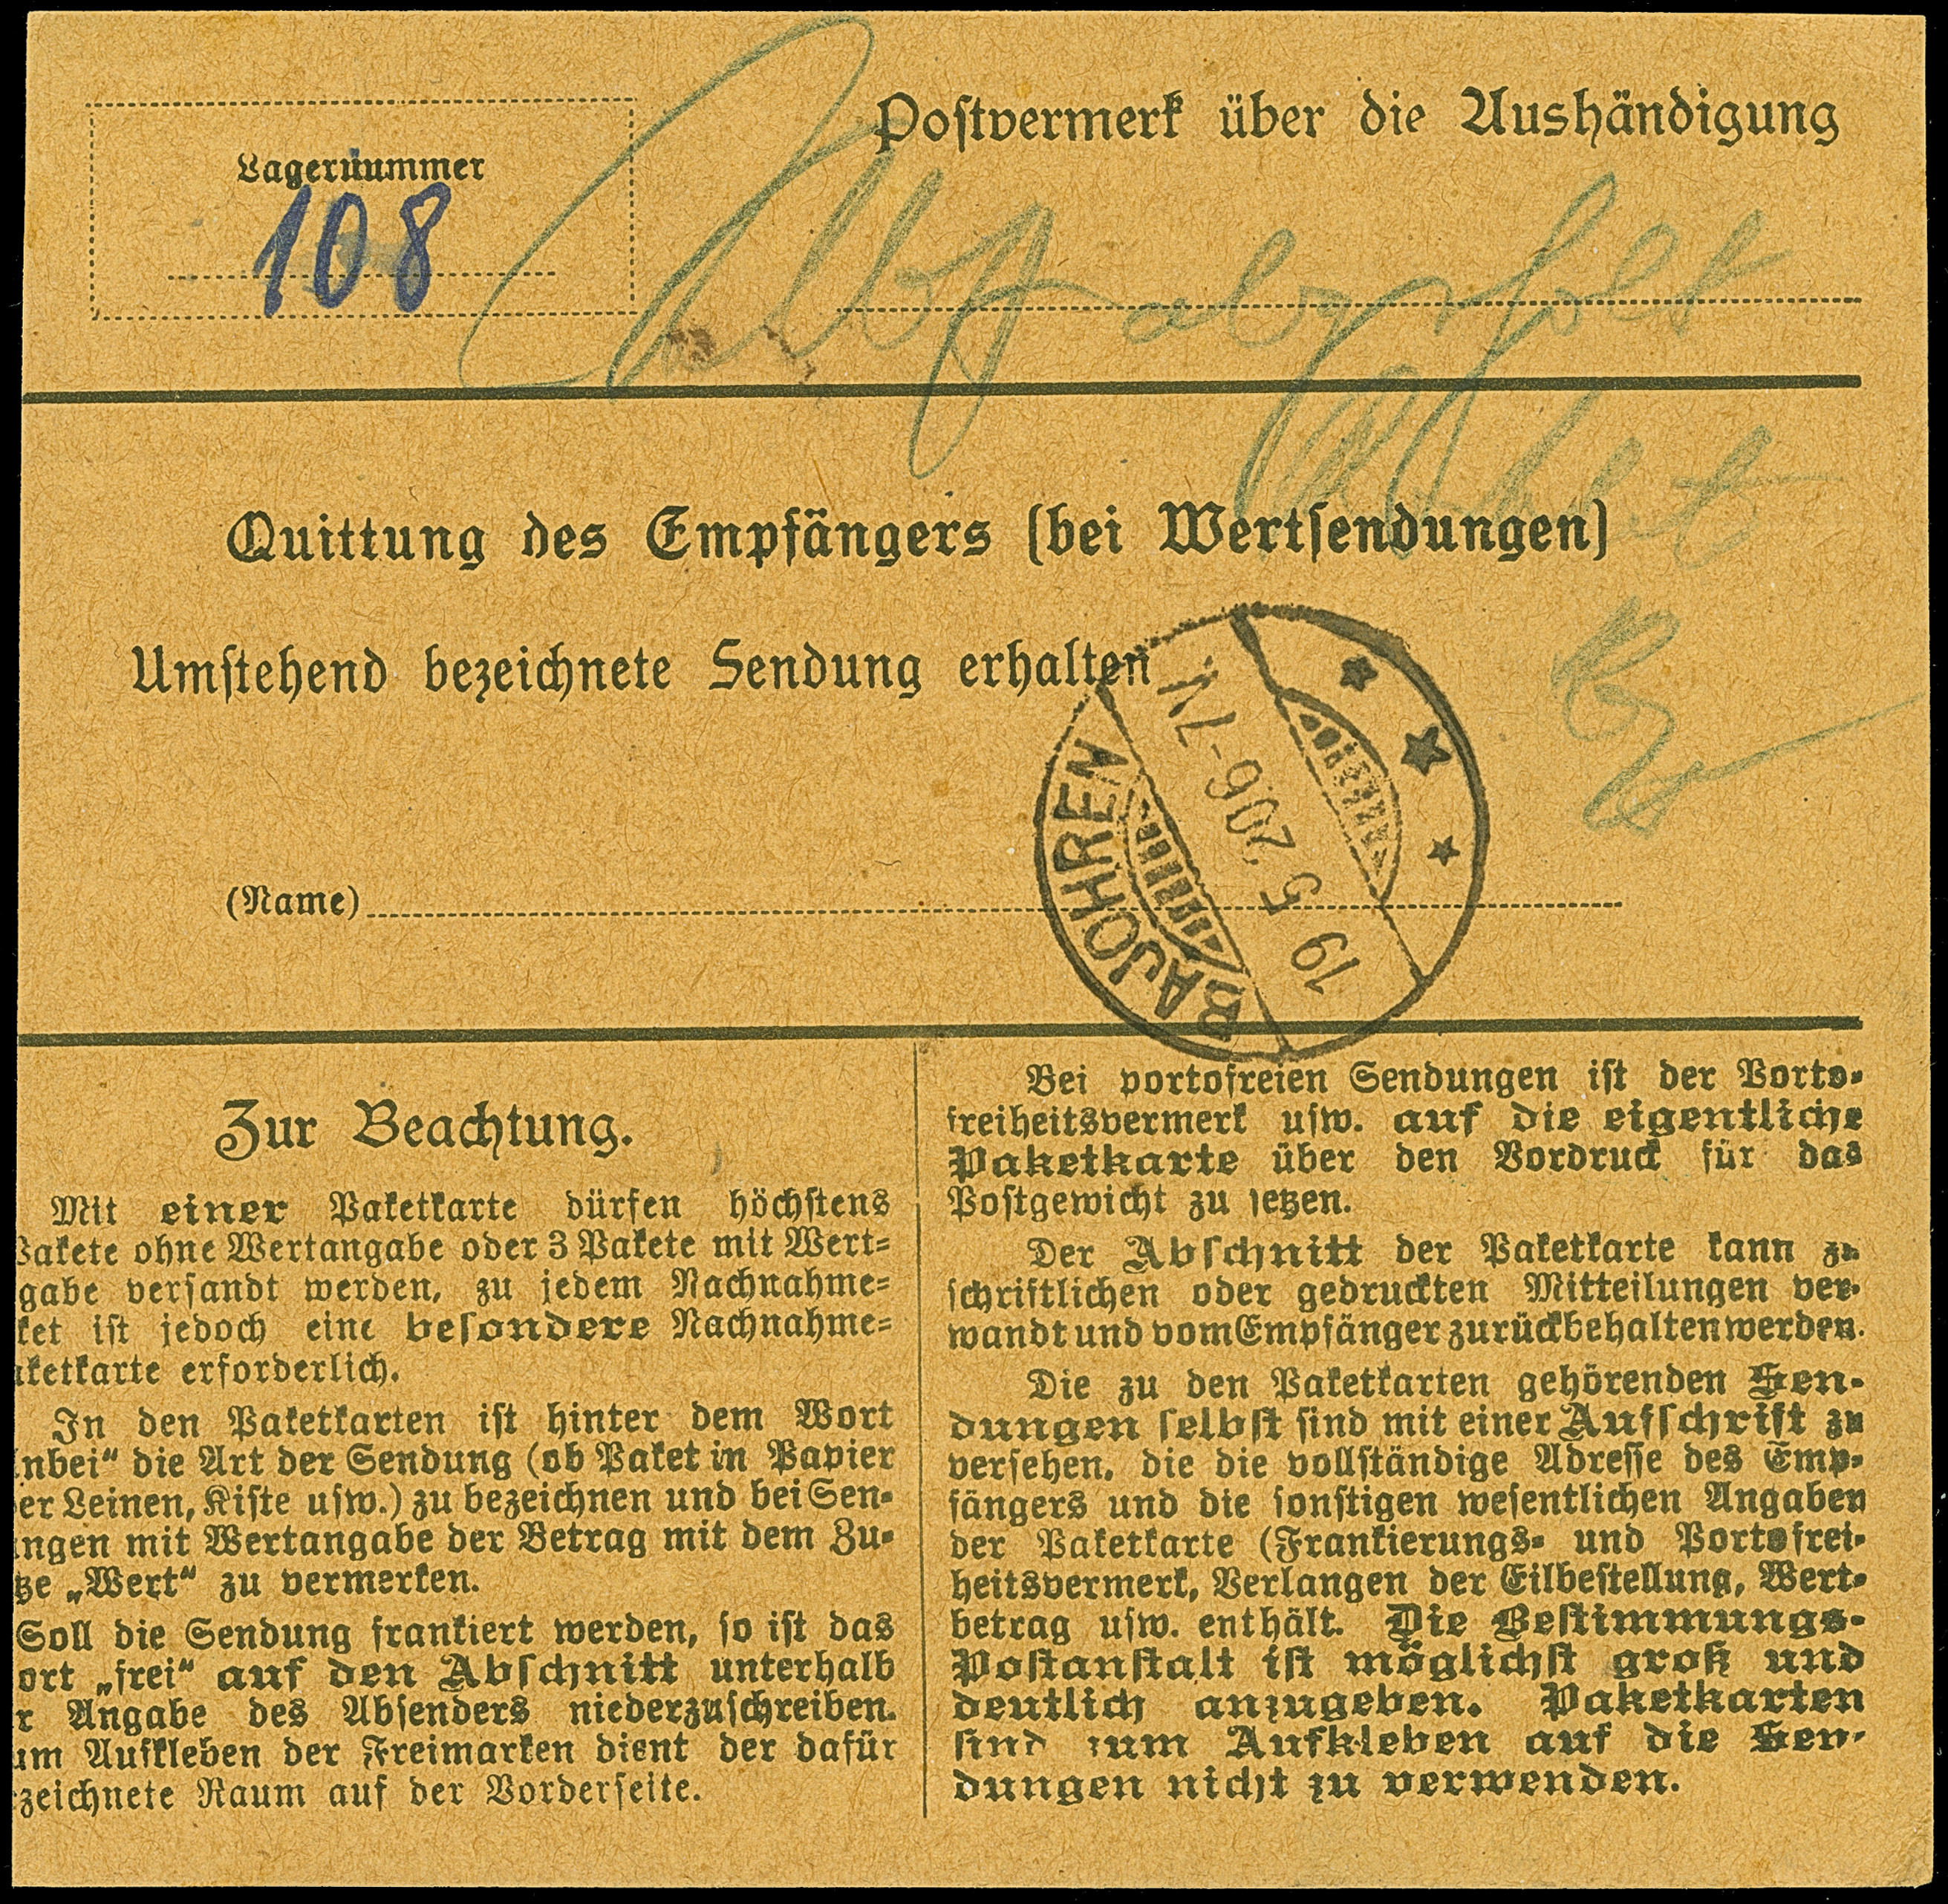 Postvermerk über die Aushändigung
Lagernummer
108
Quittung des Empfängers (bei Wertsendungen)
Umstehend bezeichnete Sendung erhalten
BAJOHREN
19 5 20 6-7N
(Name)
Zur Beachtung.
Mit einer Paketkarte dürfen höchstens
Pakete ohne Wertangabe oder 3 Pakete mit Wert-
gabe versandt werden, zu jedem Nachnahme-
ket ist jedoch eine besondere Nachnahme-
aketkarte erforderlich.
In den Paketkarten ist hinter dem Wort
nbei“ die Art der Sendung (ob Paket in Papier
er Leinen, Kiste usw.) zu bezeichnen und bei Sen-
ungen mit Wertangabe der Betrag mit dem Zu-
tze „Wert“ zu vermerken.
Soll die Sendung frankiert werden, so ist das
ort „frei“ auf den Abschnitt unterhalb
r Angabe des Absenders niederzuschreiben.
um Aufkleben der Freimarken dient der dafür
zeichnete Raum auf der Vorderseite.
Bei portofreien Sendungen ist der Porto-
freiheitsvermerk usw. auf die eigentliche
Paketkarte über den Vordruck für das
Postgewicht zu setzen.
Der Abschnitt der Paketkarte kann zu
schriftlichen oder gedruckten Mitteilungen ver-
wandt und vom Empfänger zurückbehalten werden.
Die zu den Paketkarten gehörenden Sen-
dungen selbst sind mit einer Aufschrift zu
versehen, die die vollständige Adresse des Emp-
fängers und die sonstigen wesentlichen Angaben
der Paketkarte (Frankierungs- und Portofrei-
heitsvermerk, Verlangen der Eilbestellung, Wert-
betrag usw. enthält. Die Bestimmungs-
Postanstalt ist möglichst groß und
deutlich anzugeben. Paketkarten
sind zum Aufkleben auf die Sen-
dungen nicht zu verwenden.